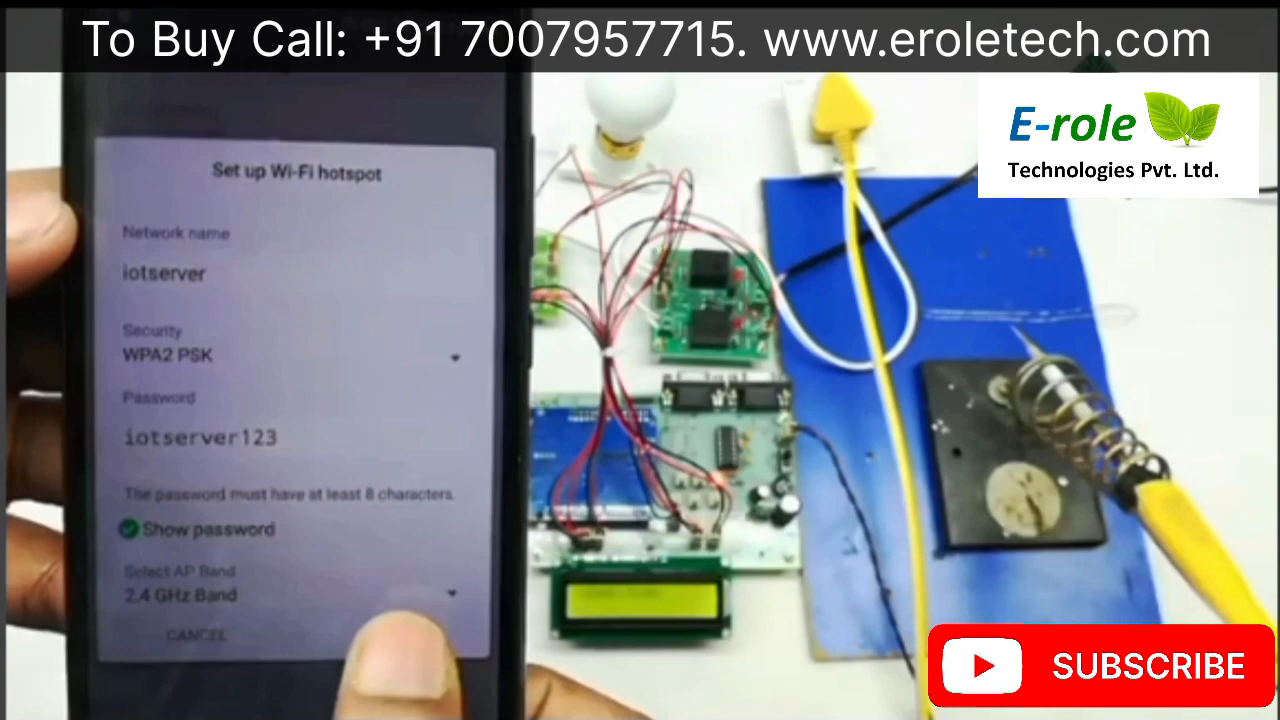 To Buy Call: +91 7007957715. www.eroletech.com
E-role
Technologies Pvt. Ltd.
Set up Wi-Fi hotspot
Network name
iotserver
Security
WPA2 PSK
Password
iotserver123
The password must have at least 8 characters.
Show password
Select AP Band
2.4 GHz Band
CANCEL
SUBSCRIBE